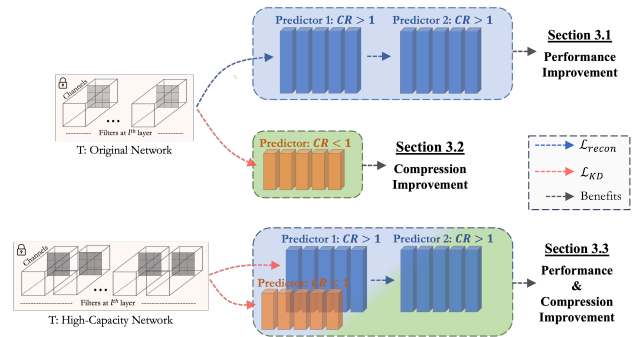 Predictor 1: CR > 1
Predictor 2: CR > 1
Section 3.1
Performance
Improvement
Channels
...
Filters at lth layer
T: Original Network
Predictor: CR < 1
Section 3.2
Compression
Improvement
L_recon
L_KD
Benefits
Channels
...
Filters at lth layer
T: High-Capacity Network
Predictor 1: CR > 1
Predictor 2: CR > 1
Predictor: CR < 1
Section 3.3
Performance
&
Compression
Improvement